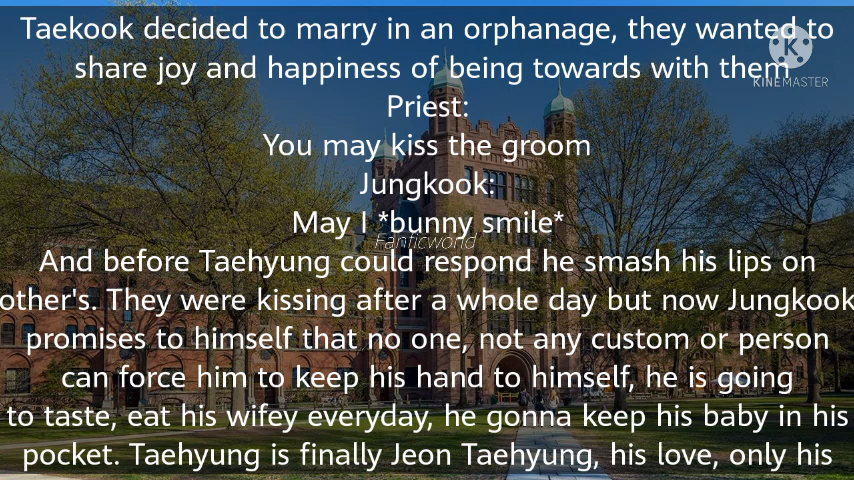 Taekook decided to marry in an orphanage, they wanted to
share joy and happiness of being towards with them
KINEMASTER
Priest:
You may kiss the groom
Jungkook:
May I *bunny smile*
Fanficworld
And before Taehyung could respond he smash his lips on
other's. They were kissing after a whole day but now Jungkook
promises to himself that no one, not any custom or person
can force him to keep his hand to himself, he is going
to taste, eat his wifey everyday, he gonna keep his baby in his
pocket. Taehyung is finally Jeon Taehyung, his love, only his